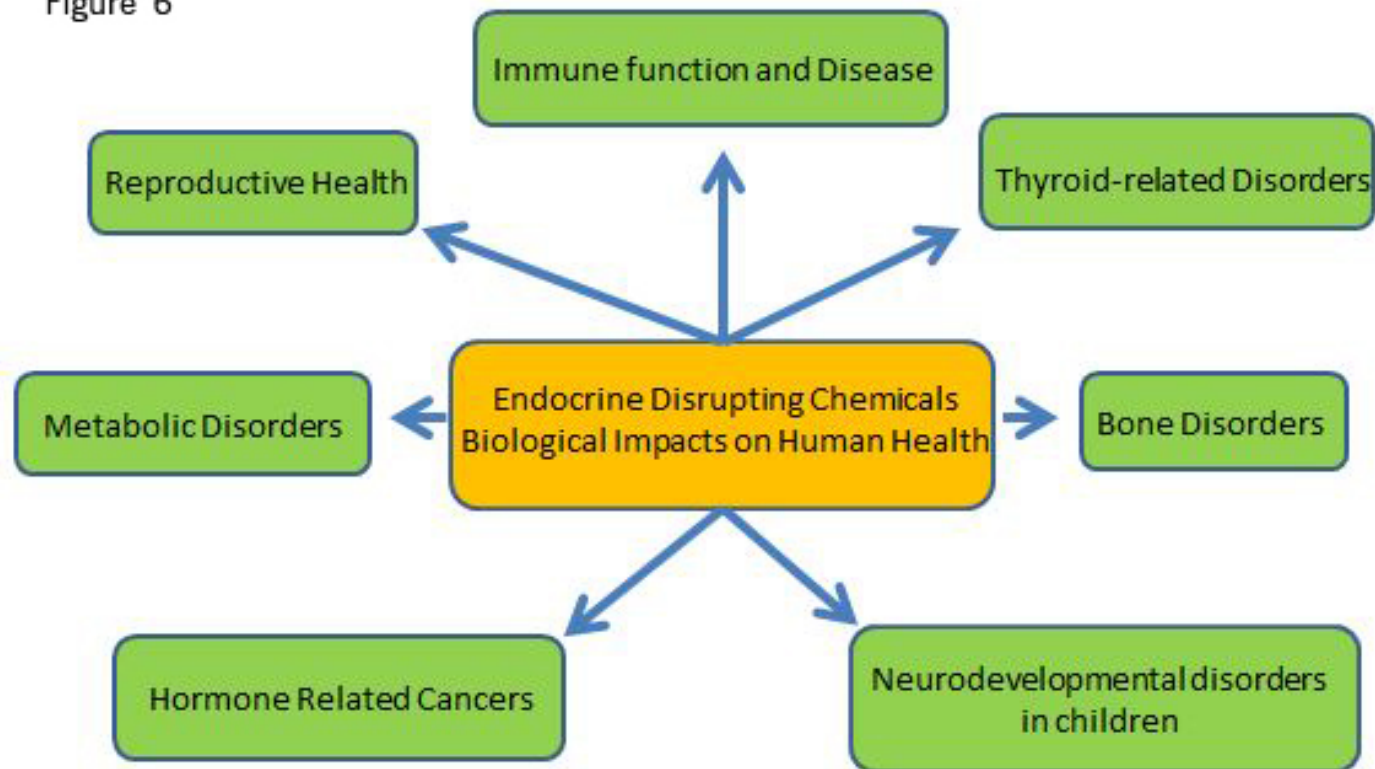 Figure 6
Immune function and Disease
Reproductive Health
Thyroid-related Disorders
Endocrine Disrupting Chemicals
Biological Impacts on Human Health
Metabolic Disorders
Bone Disorders
Hormone Related Cancers
Neurodevelopmental disorders
in children